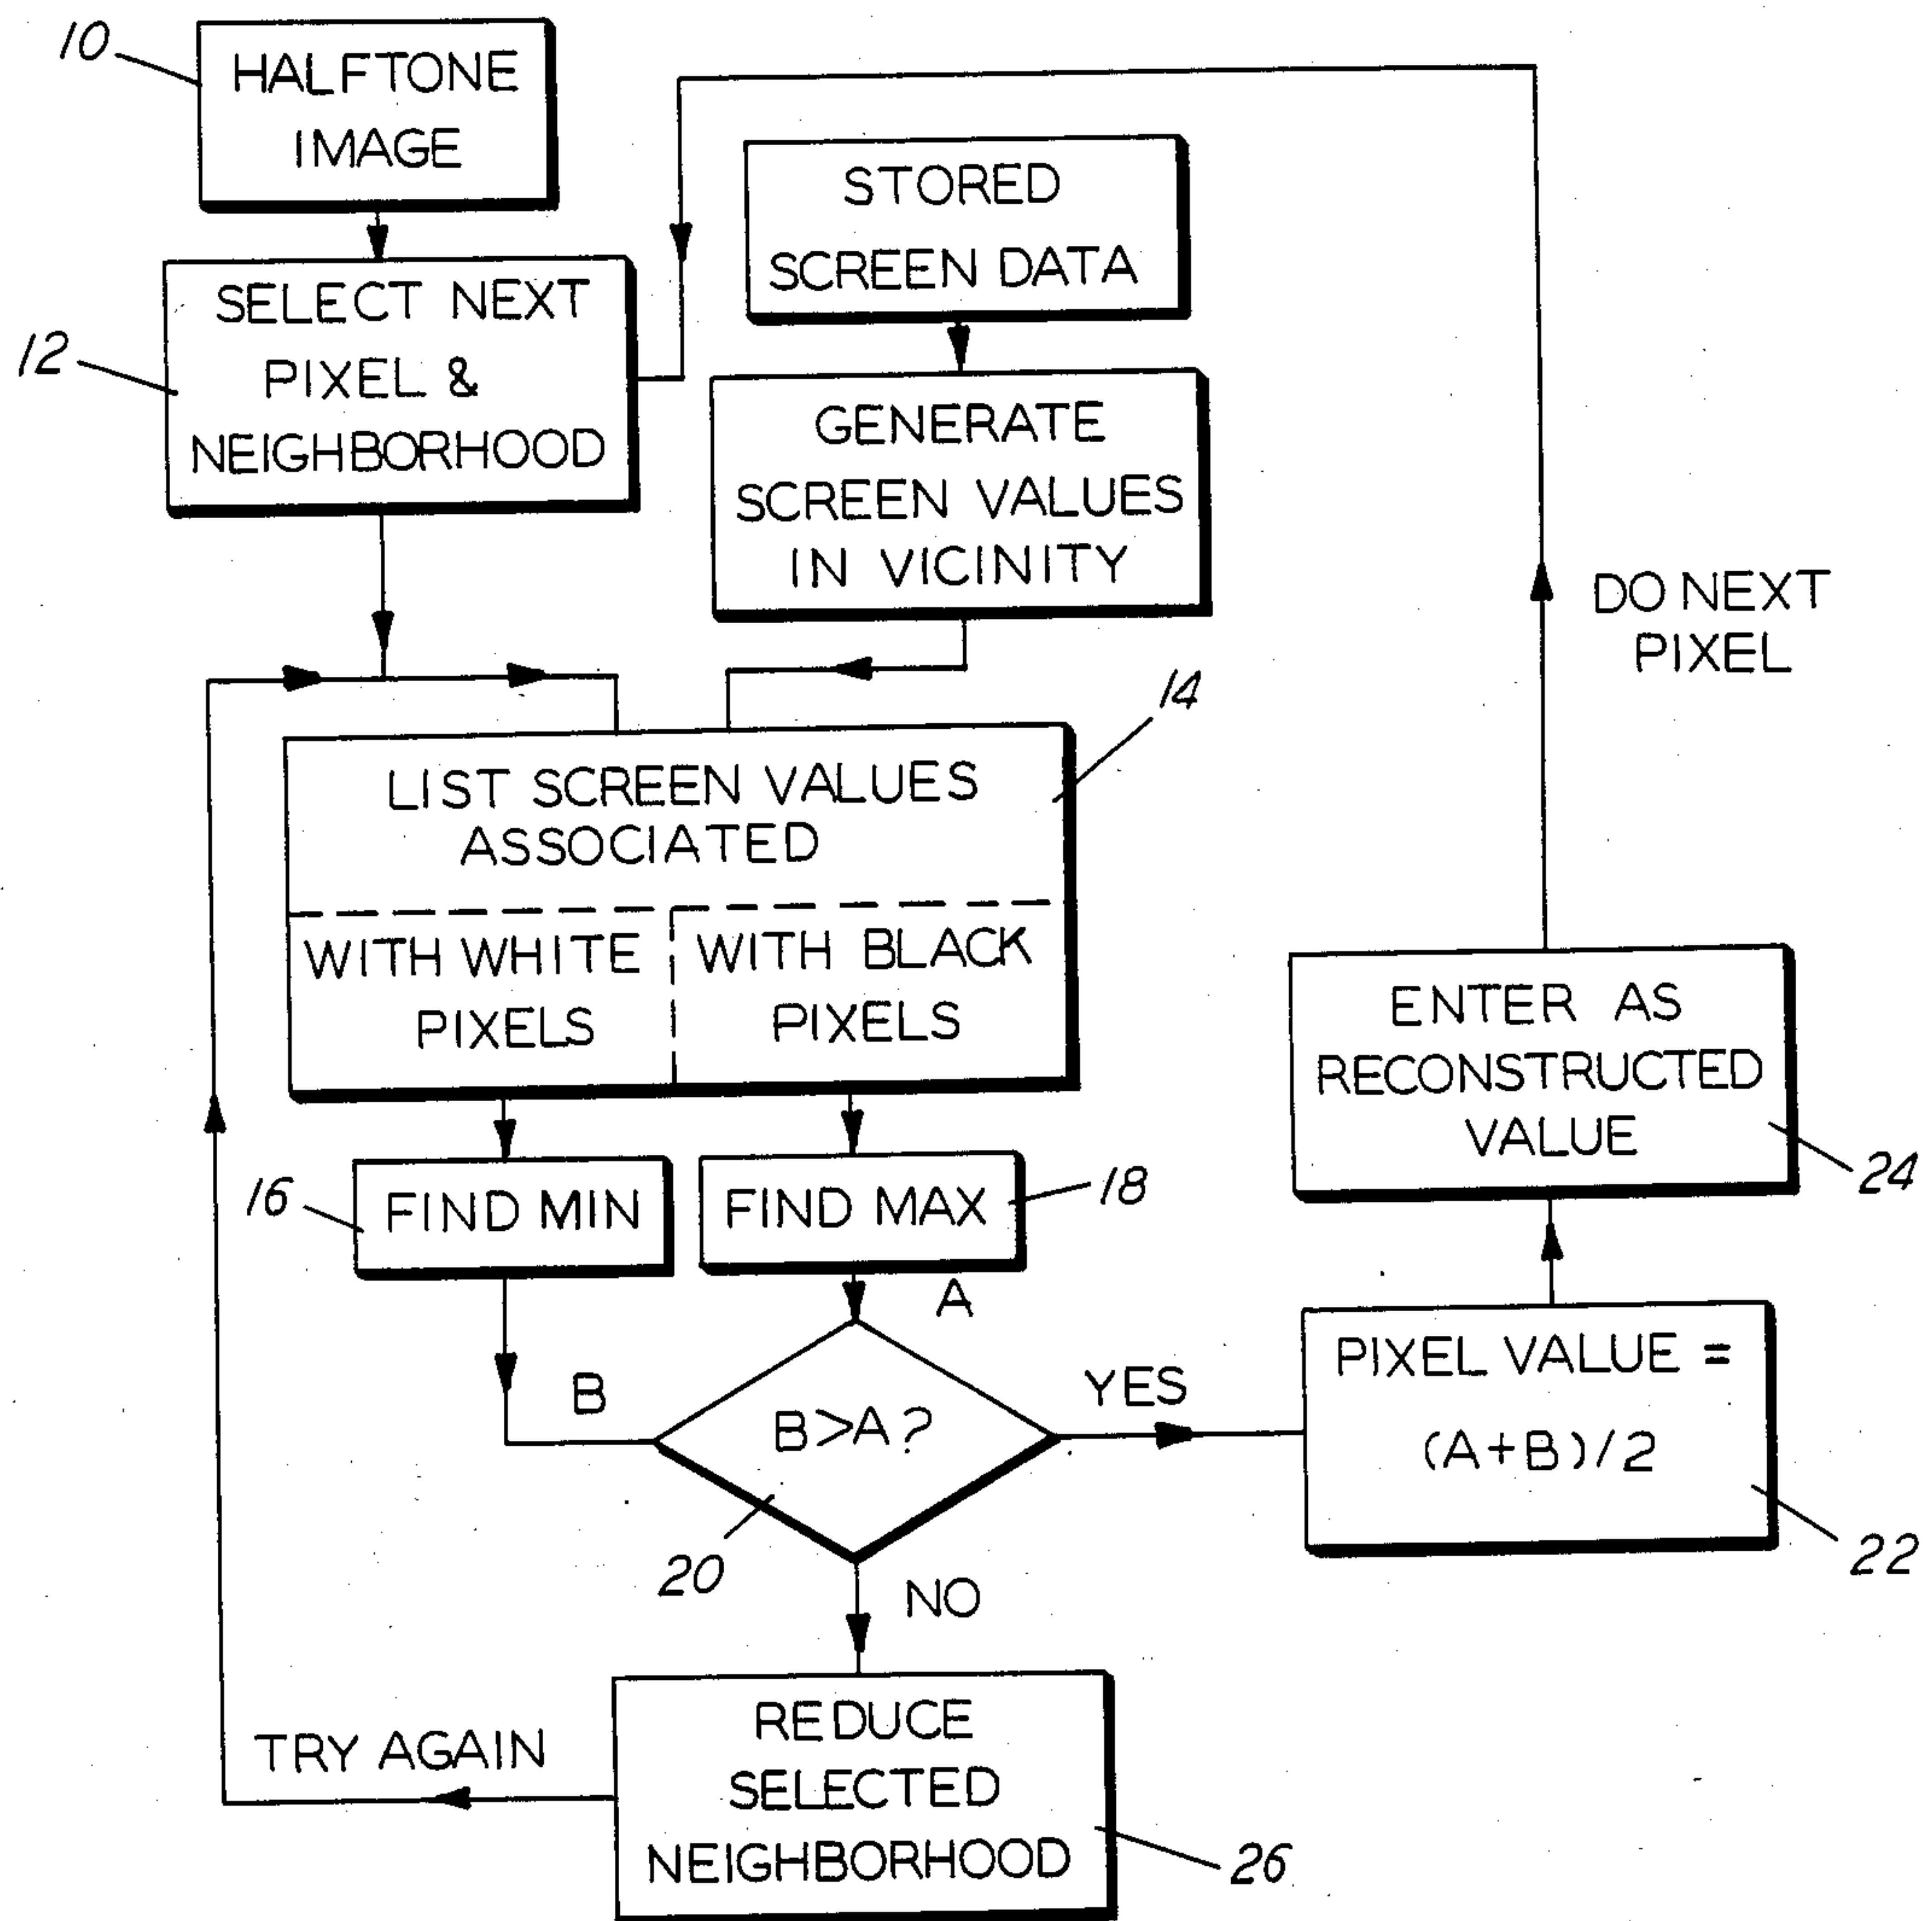 10
HALFTONE
IMAGE
STORED
SCREEN DATA
12
SELECT NEXT
PIXEL &
NEIGHBORHOOD
GENERATE
SCREEN VALUES
IN VICINITY
DO NEXT
PIXEL
14
LIST SCREEN VALUES
ASSOCIATED
WITH WHITE
PIXELS
WITH BLACK
PIXELS
ENTER AS
RECONSTRUCTED
VALUE
24
16
FIND MIN
FIND MAX
18
A
B
B>A?
YES
PIXEL VALUE =
(A+B)/2
22
20
NO
TRY AGAIN
REDUCE
SELECTED
NEIGHBORHOOD
26